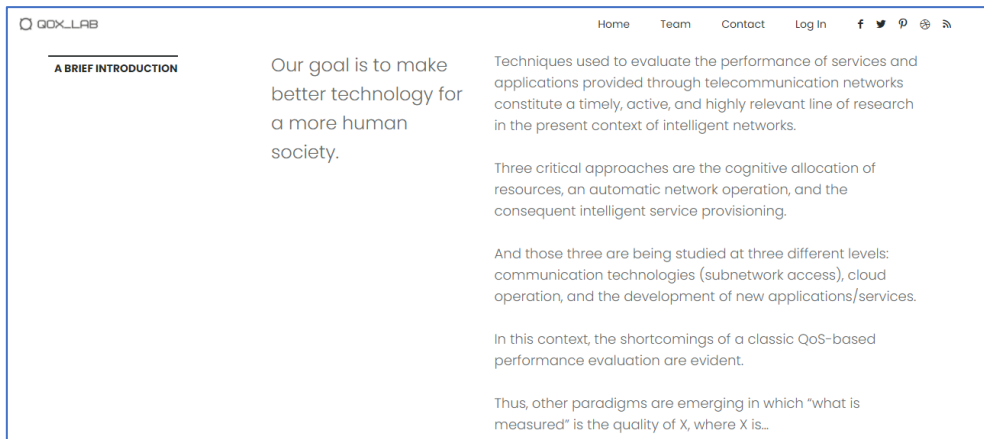 QOX_LAB
Home Team Contact Log In
A BRIEF INTRODUCTION
Our goal is to make
better technology for
a more human
society.
Techniques used to evaluate the performance of services and
applications provided through telecommunication networks
constitute a timely, active, and highly relevant line of research
in the present context of intelligent networks.
Three critical approaches are the cognitive allocation of
resources, an automatic network operation, and the
consequent intelligent service provisioning.
And those three are being studied at three different levels:
communication technologies (subnetwork access), cloud
operation, and the development of new applications/services.
In this context, the shortcomings of a classic QoS-based
performance evaluation are evident.
Thus, other paradigms are emerging in which “what is
measured” is the quality of X, where X is…